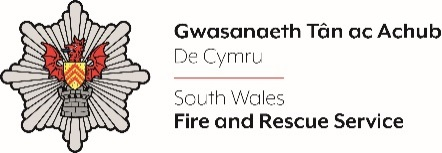 Gwasanaeth Tân ac Achub
De Cymru
South Wales
Fire and Rescue Service